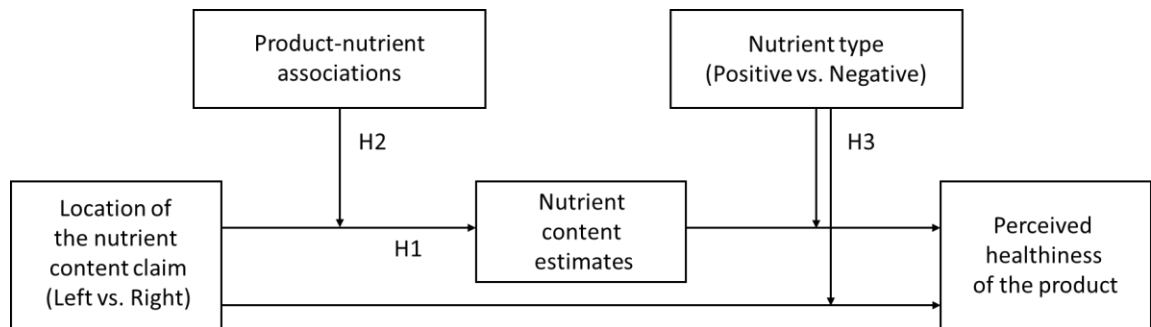 Product-nutrient
associations
Nutrient type
(Positive vs. Negative)
H2
H3
Location of
the nutrient
content claim
(Left vs. Right)
H1
Nutrient
content
estimates
Perceived
healthiness
of the product